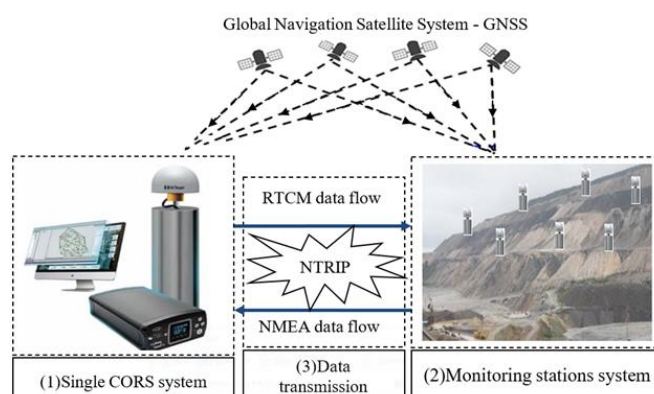 Global Navigation Satellite System - GNSS
RTCM data flow
NTRIP
NMEA data flow
(1)Single CORS system
(3)Data
transmission
(2)Monitoring stations system